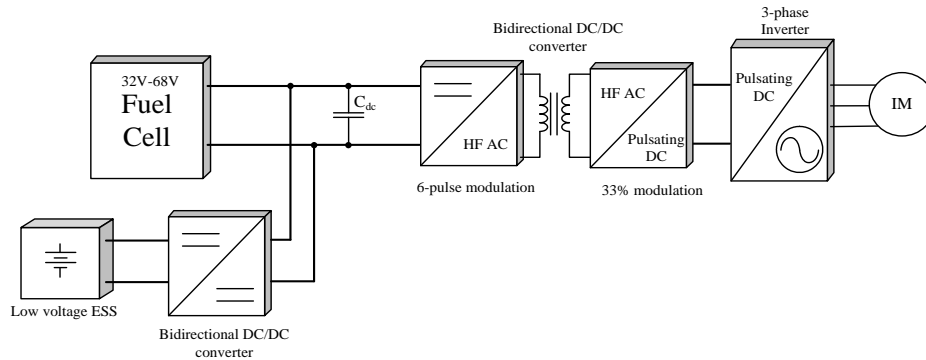 3-phase
Inverter
Bidirectional DC/DC
converter
32V-68V
Fuel
Cell
C_dc
HF AC
6-pulse modulation
HF AC
Pulsating
DC
33% modulation
Pulsating
DC
IM
Low voltage ESS
Bidirectional DC/DC
converter